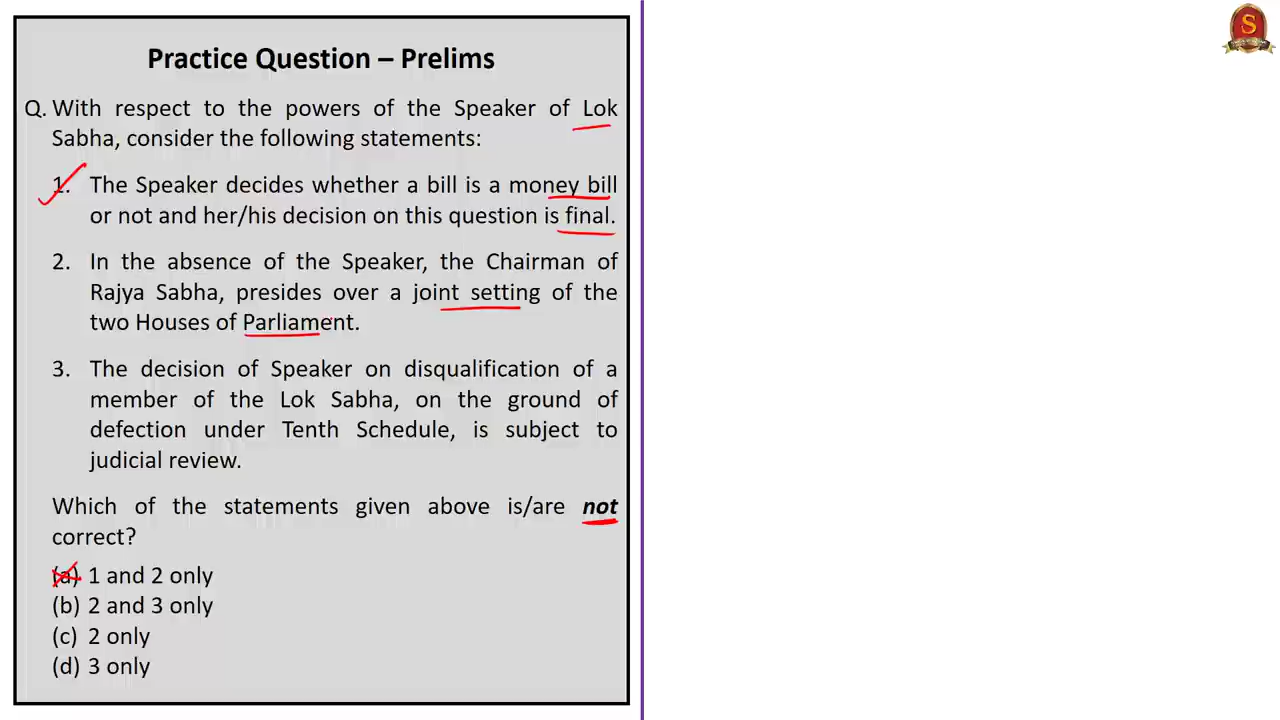 Practice Question – Prelims
Q. With respect to the powers of the Speaker of Lok
Sabha, consider the following statements:
1. The Speaker decides whether a bill is a money bill
or not and her/his decision on this question is final.
2. In the absence of the Speaker, the Chairman of
Rajya Sabha, presides over a joint setting of the
two Houses of Parliament.
3. The decision of Speaker on disqualification of a
member of the Lok Sabha, on the ground of
defection under Tenth Schedule, is subject to
judicial review.
Which of the statements given above is/are not
correct?
(a) 1 and 2 only
(b) 2 and 3 only
(c) 2 only
(d) 3 only
S